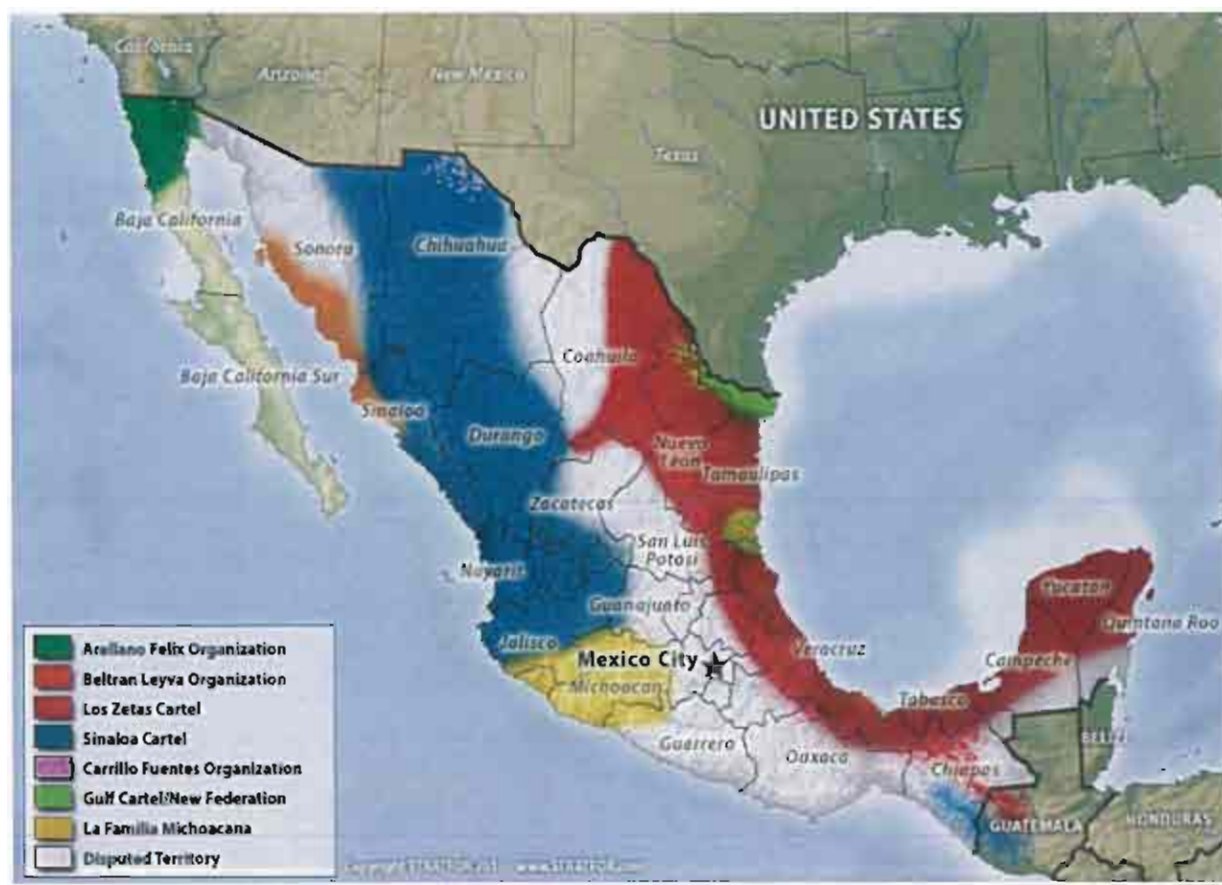 California
Arizona
New Mexico
UNITED STATES
Texas
Baja California
Sonora
Chihuahua
Coahuila
Baja California Sur
Sinaloa
Durango
Nuevo
Leon
Tamaulipas
Zacatecas
San Luis
Potosi
Nayarit
Guanajuato
Yucatan
Quintana Roo
Jalisco
Mexico City
Veracruz
Campeche
Michoacan
Tabasco
Guerrero
Oaxaca
Chiapas
BELIZE
GUATEMALA
HONDURAS
Arellano Felix Organization
Beltran Leyva Organization
Los Zetas Cartel
Sinaloa Cartel
Carrillo Fuentes Organization
Gulf Cartel/New Federation
La Familia Michoacana
Disputed Territory
Copyright STRATFOR www.STRATFOR.com